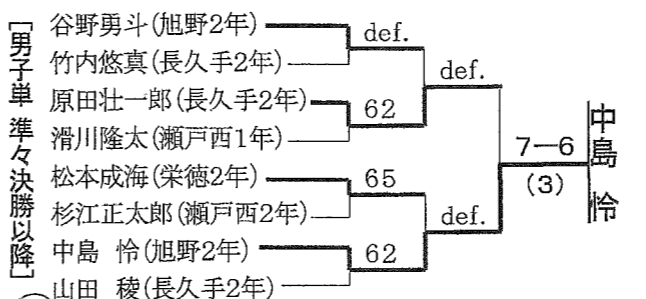 ［男子単 準々決勝以降］
谷野勇斗(旭野2年)
竹内悠真(長久手2年)
原田壮一郎(長久手2年)
滑川隆太(瀬戸西1年)
松本成海(栄徳2年)
杉江正太郎(瀬戸西2年)
中島 怜(旭野2年)
山田 稜(長久手2年)
def.
62
65
62
def.
def.
7―6
(3)
中島 怜